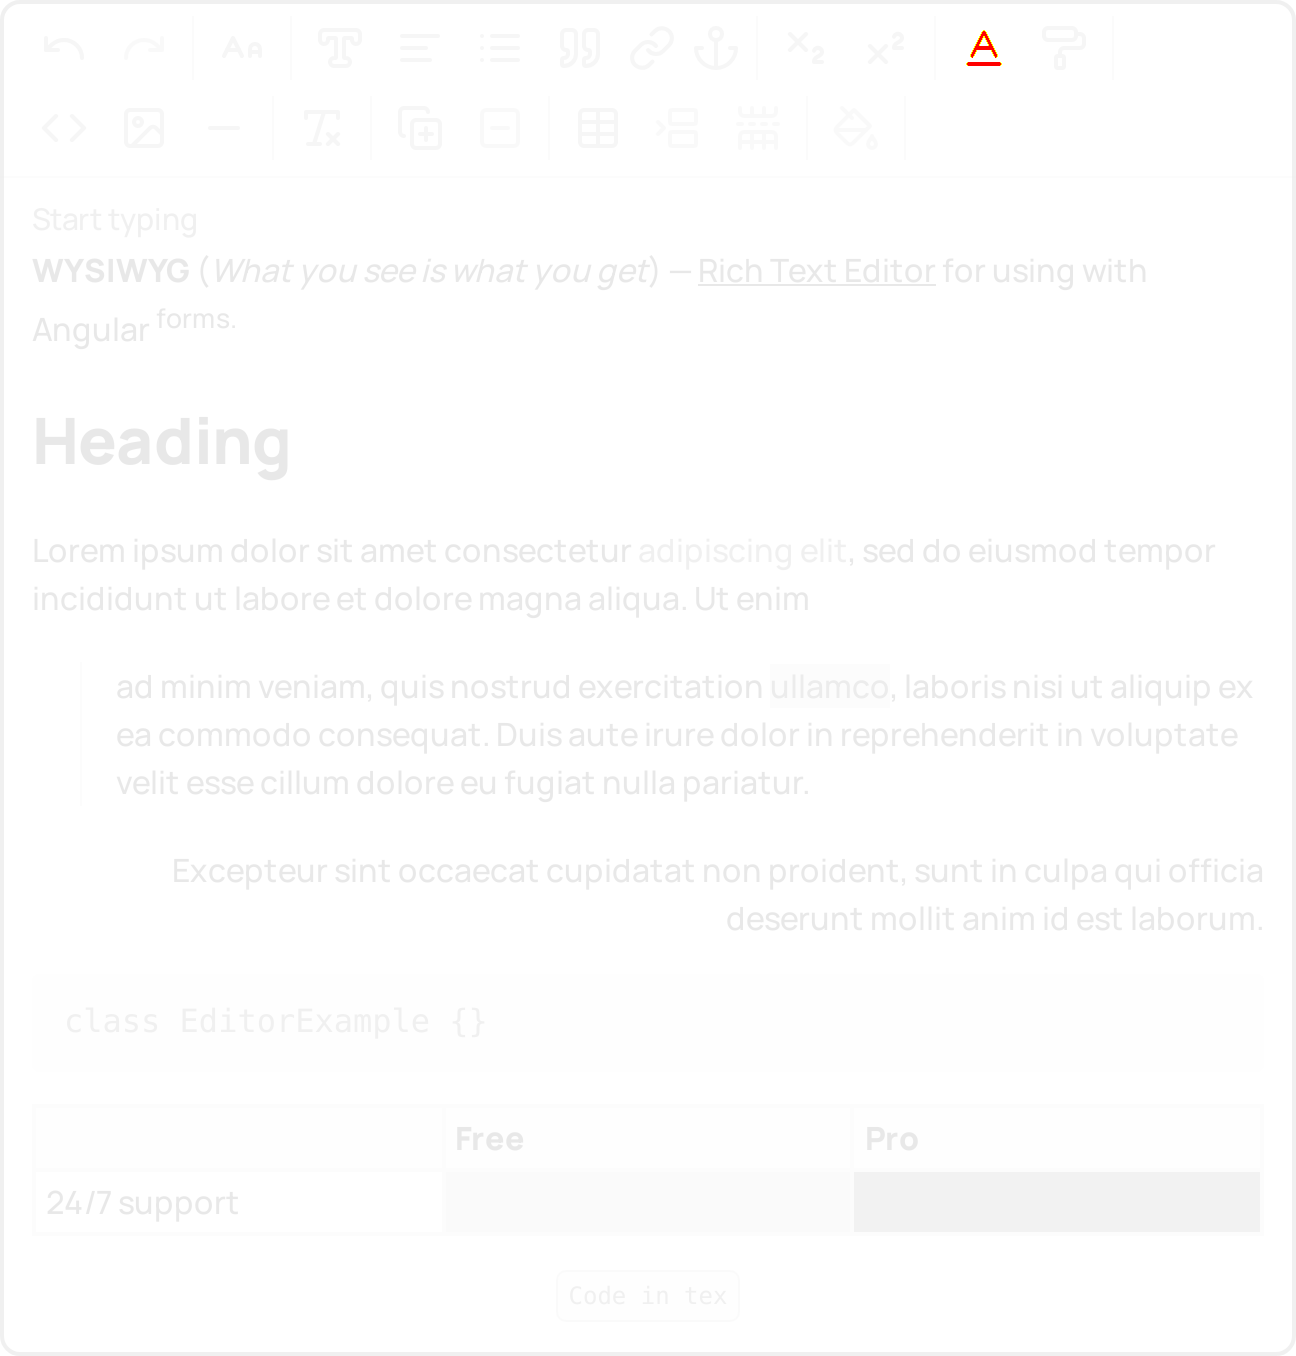 Start typing
WYSIWYG (What you see is what you get) — Rich Text Editor for using with
Angular forms.
Heading
Lorem ipsum dolor sit amet consectetur adipiscing elit, sed do eiusmod tempor
incididunt ut labore et dolore magna aliqua. Ut enim
ad minim veniam, quis nostrud exercitation ullamco, laboris nisi ut aliquip ex
ea commodo consequat. Duis aute irure dolor in reprehenderit in voluptate
velit esse cillum dolore eu fugiat nulla pariatur.
Excepteur sint occaecat cupidatat non proident, sunt in culpa qui officia
deserunt mollit anim id est laborum.
class EditorExample {}
Free Pro
24/7 support
Code in tex